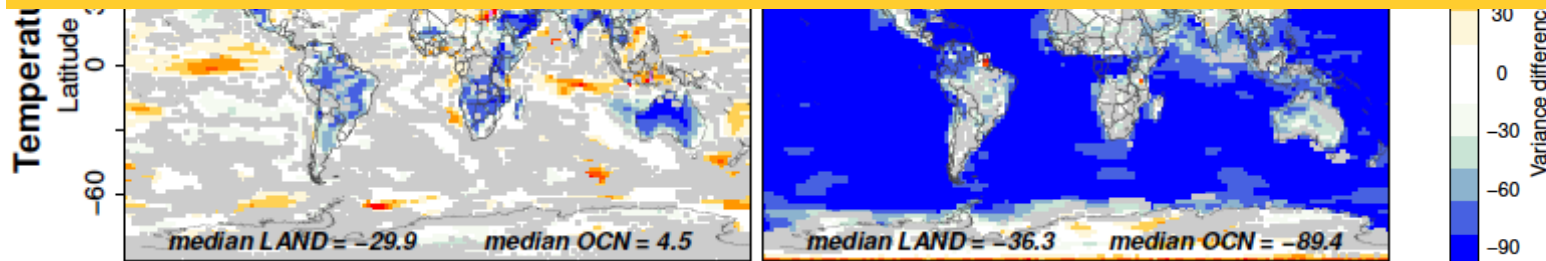 Temperatu
Latitude
0
−60
median LAND = −29.9
median OCN = 4.5
median LAND = −36.3
median OCN = −89.4
30
0
−30
−60
−90
Variance differenc